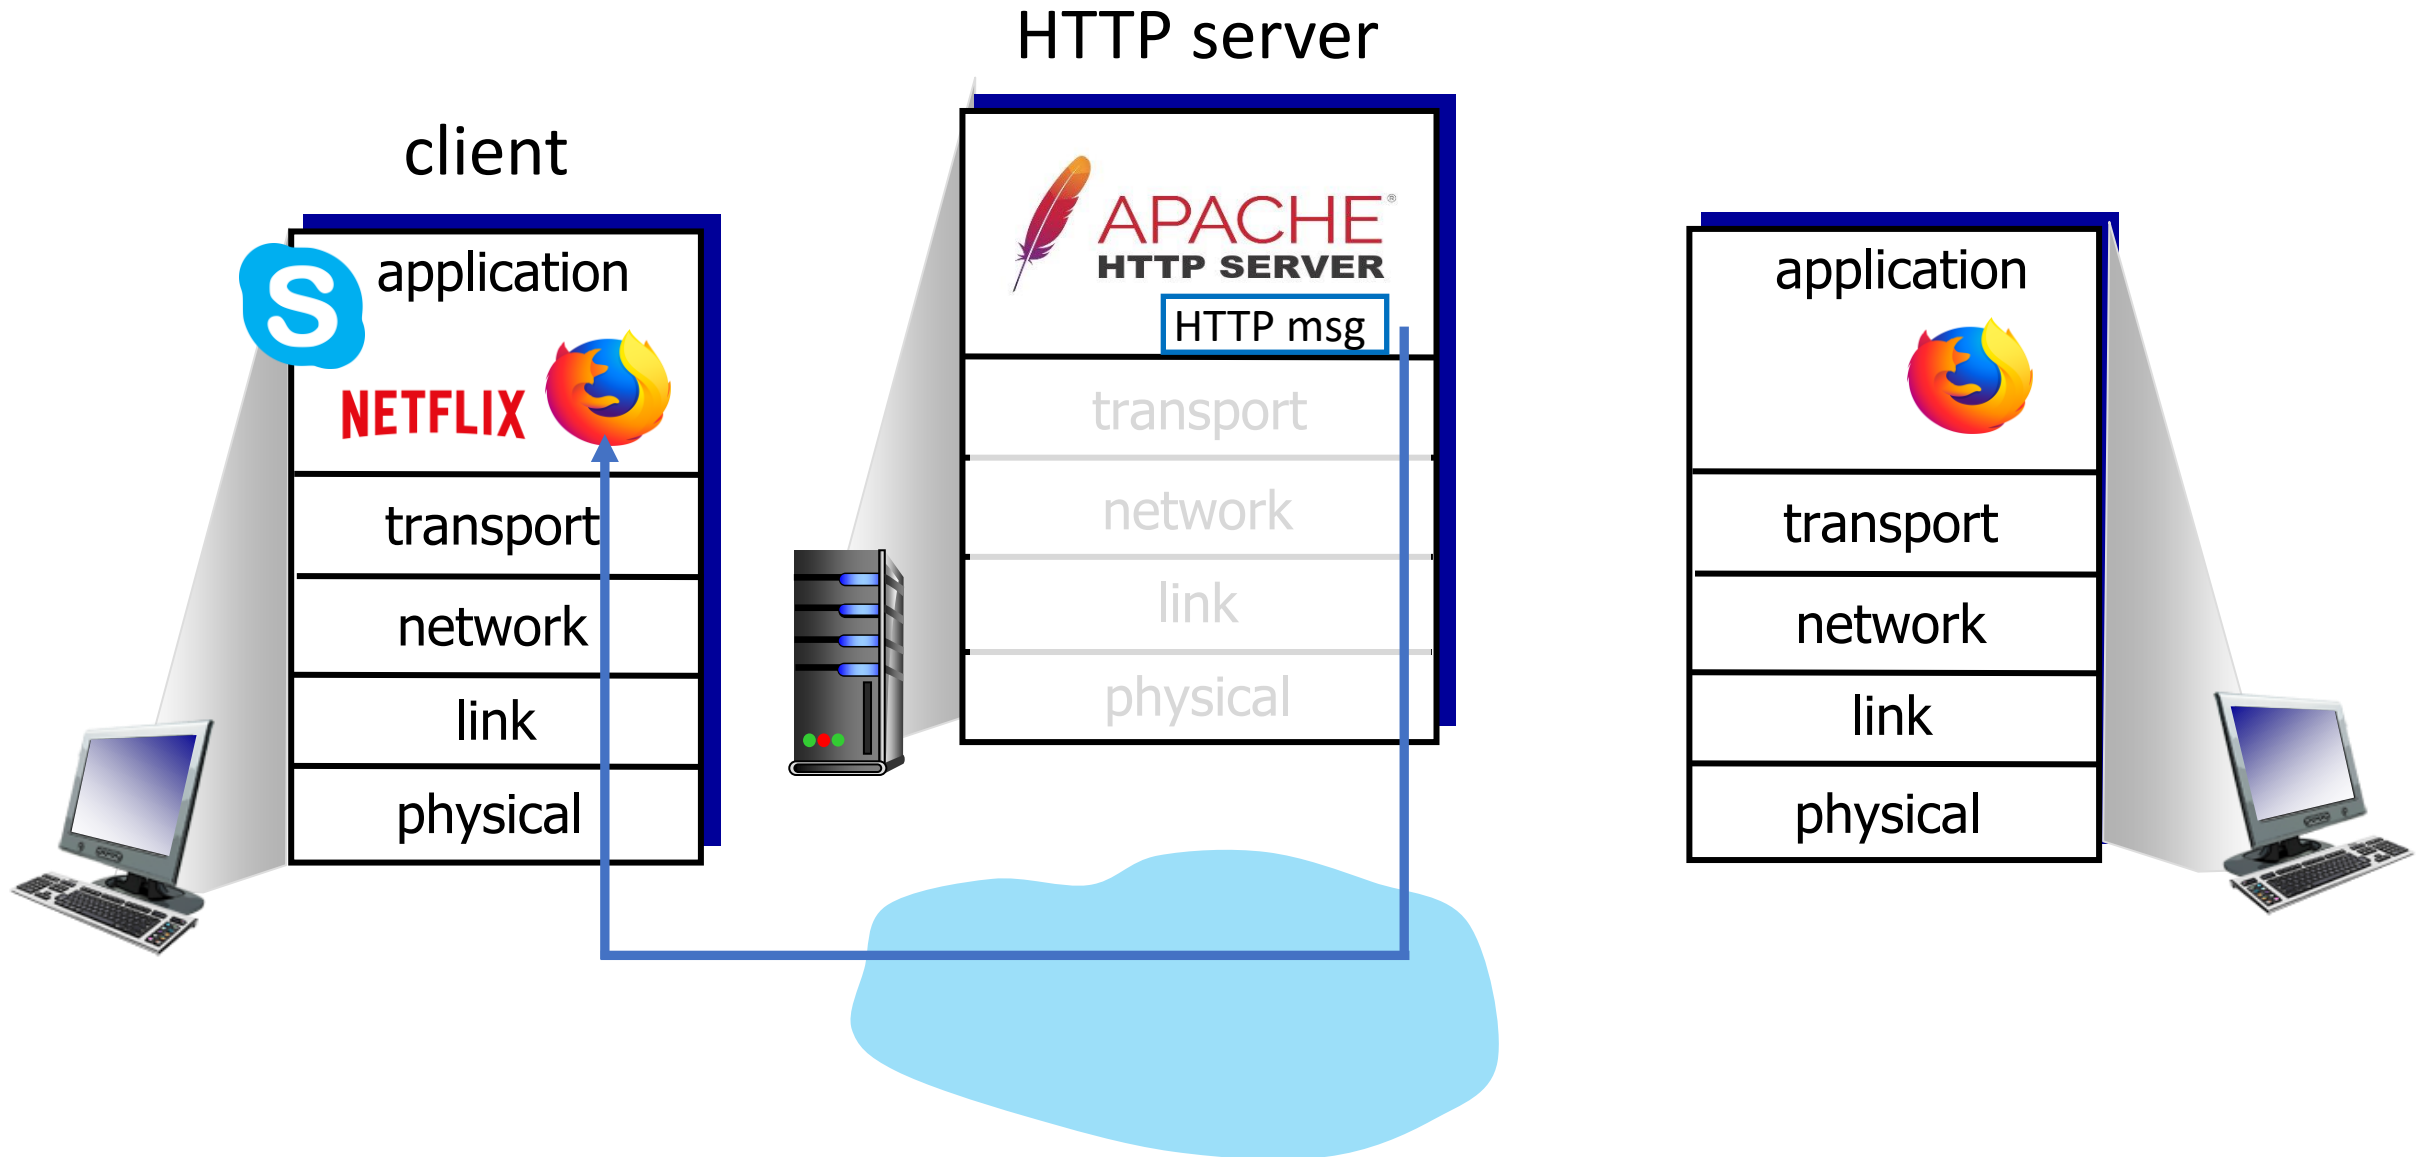 HTTP server
client
application
NETFLIX
transport
network
link
physical
APACHE®
HTTP SERVER
HTTP msg
transport
network
link
physical
application
transport
network
link
physical